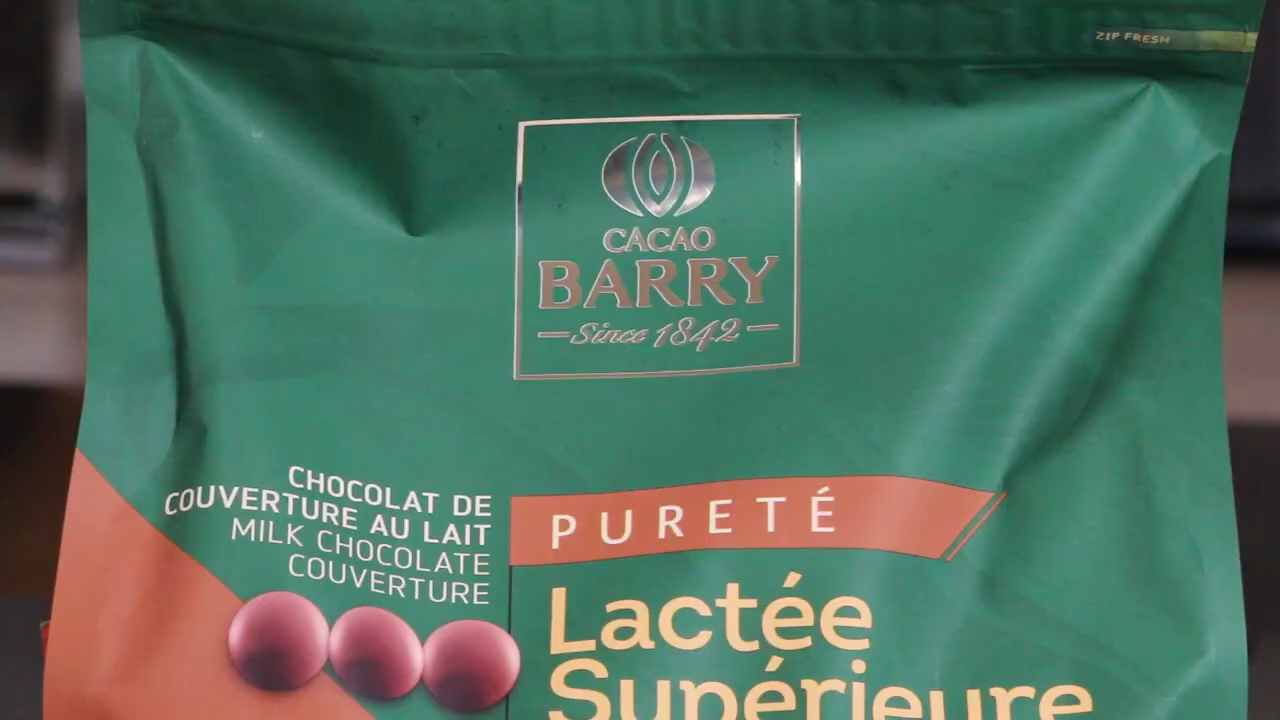 ZIP FRESH
CACAO
BARRY
Since 1842
CHOCOLAT DE
COUVERTURE AU LAIT
MILK CHOCOLATE
COUVERTURE
PURETÉ
Lactée
Supérieure